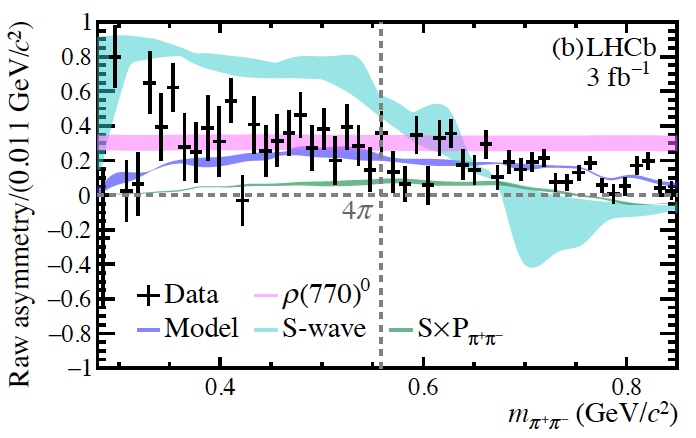 Raw asymmetry/(0.011 GeV/c²)
1
0.8
0.6
0.4
0.2
0
−0.2
−0.4
−0.6
−0.8
−1
(b) LHCb
3 fb⁻¹
4π
Data
ρ(770)⁰
Model
S-wave
S×P_π⁺π⁻
0.4
0.6
0.8
m_π⁺π⁻ (GeV/c²)